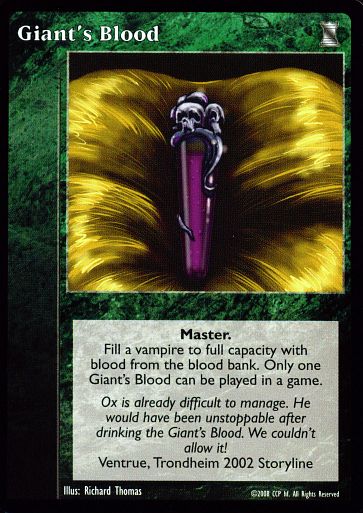 Giant's Blood
Master.
Fill a vampire to full capacity with
blood from the blood bank. Only one
Giant's Blood can be played in a game.
Ox is already difficult to manage. He
would have been unstoppable after
drinking the Giant's Blood. We couldn't
allow it!
Ventrue, Trondheim 2002 Storyline
Illus: Richard Thomas
©2008 CCP hf. All Rights Reserved